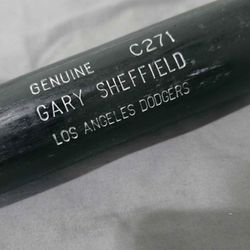 GENUINE C271
GARY SHEFFIELD
LOS ANGELES DODGERS